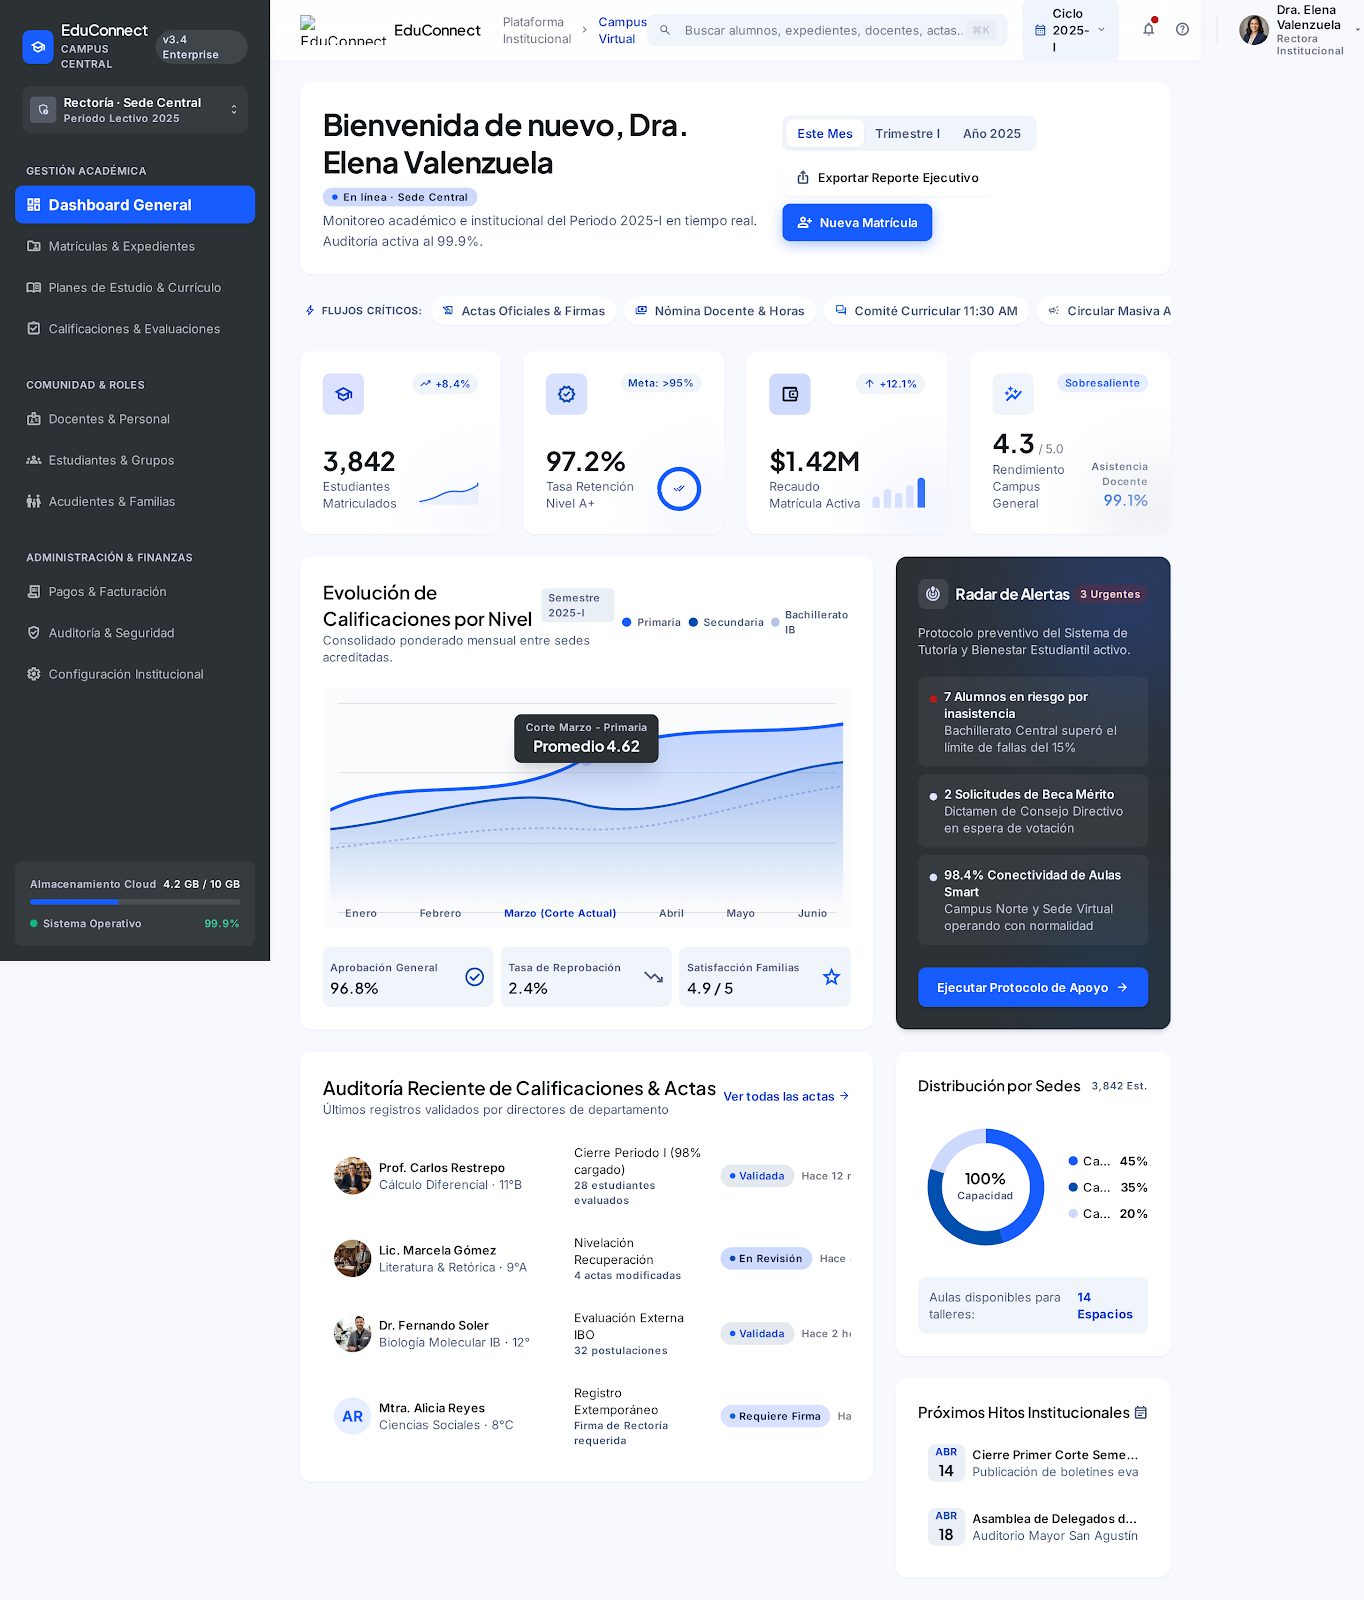 EduConnect
CAMPUS
CENTRAL
v3.4
Enterprise
Rectoría · Sede Central
Periodo Lectivo 2025
GESTIÓN ACADÉMICA
Dashboard General
Matrículas & Expedientes
Planes de Estudio & Currículo
Calificaciones & Evaluaciones
COMUNIDAD & ROLES
Docentes & Personal
Estudiantes & Grupos
Acudientes & Familias
ADMINISTRACIÓN & FINANZAS
Pagos & Facturación
Auditoría & Seguridad
Configuración Institucional
Almacenamiento Cloud 4.2 GB / 10 GB
Sistema Operativo 99.9%
EduConnect
EduConnect
Plataforma
Institucional
Campus
Virtual
Buscar alumnos, expedientes, docentes, actas..
⌘K
Ciclo
2025-
I
Dra. Elena
Valenzuela
Rectora
Institucional
Bienvenida de nuevo, Dra.
Elena Valenzuela
En línea · Sede Central
Monitoreo académico e institucional del Periodo 2025-I en tiempo real.
Auditoría activa al 99.9%.
Este Mes Trimestre I Año 2025
Exportar Reporte Ejecutivo
Nueva Matrícula
FLUJOS CRÍTICOS:
Actas Oficiales & Firmas
Nómina Docente & Horas
Comité Curricular 11:30 AM
Circular Masiva A
+8.4%
3,842
Estudiantes
Matriculados
Meta: >95%
97.2%
Tasa Retención
Nivel A+
+12.1%
$1.42M
Recaudo
Matrícula Activa
Sobresaliente
4.3 / 5.0
Rendimiento
Campus
General
Asistencia
Docente
99.1%
Evolución de
Calificaciones por Nivel
Semestre
2025-I
Consolidado ponderado mensual entre sedes
acreditadas.
Primaria
Secundaria
Bachillerato
IB
Corte Marzo - Primaria
Promedio 4.62
Enero Febrero Marzo (Corte Actual) Abril Mayo Junio
Aprobación General
96.8%
Tasa de Reprobación
2.4%
Satisfacción Familias
4.9 / 5
Radar de Alertas
3 Urgentes
Protocolo preventivo del Sistema de
Tutoría y Bienestar Estudiantil activo.
7 Alumnos en riesgo por
inasistencia
Bachillerato Central superó el
límite de fallas del 15%
2 Solicitudes de Beca Mérito
Dictamen de Consejo Directivo
en espera de votación
98.4% Conectividad de Aulas
Smart
Campus Norte y Sede Virtual
operando con normalidad
Ejecutar Protocolo de Apoyo
Auditoría Reciente de Calificaciones & Actas
Últimos registros validados por directores de departamento
Ver todas las actas
Prof. Carlos Restrepo
Cálculo Diferencial · 11°B
Cierre Periodo I (98%
cargado)
28 estudiantes
evaluados
Validada
Hace 12 m
Lic. Marcela Gómez
Literatura & Retórica · 9°A
Nivelación
Recuperación
4 actas modificadas
En Revisión
Hace
Dr. Fernando Soler
Biología Molecular IB · 12°
Evaluación Externa
IBO
32 postulaciones
Validada
Hace 2 ho
AR
Mtra. Alicia Reyes
Ciencias Sociales · 8°C
Registro
Extemporáneo
Firma de Rectoría
requerida
Requiere Firma
Ha
Distribución por Sedes
3,842 Est.
100%
Capacidad
Ca... 45%
Ca... 35%
Ca... 20%
Aulas disponibles para
talleres:
14
Espacios
Próximos Hitos Institucionales
ABR
14
Cierre Primer Corte Seme...
Publicación de boletines eva
ABR
18
Asamblea de Delegados d...
Auditorio Mayor San Agustín